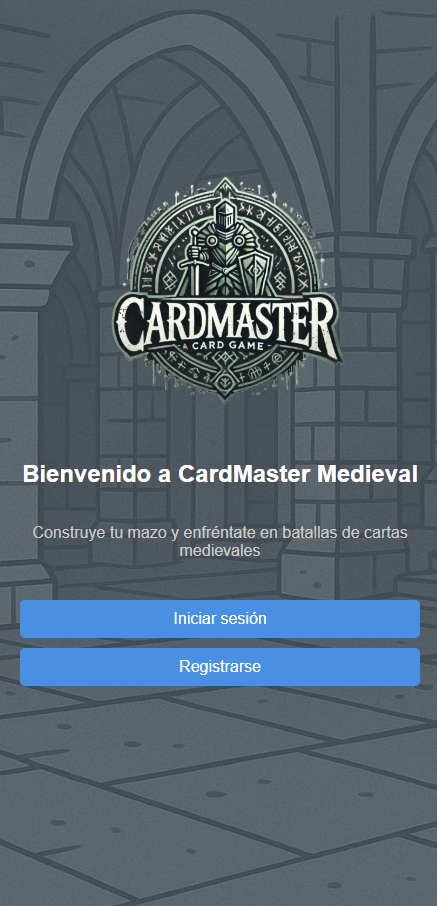 CARDMASTER
CARD GAME
Bienvenido a CardMaster Medieval
Construye tu mazo y enfréntate en batallas de cartas
medievales
Iniciar sesión
Registrarse